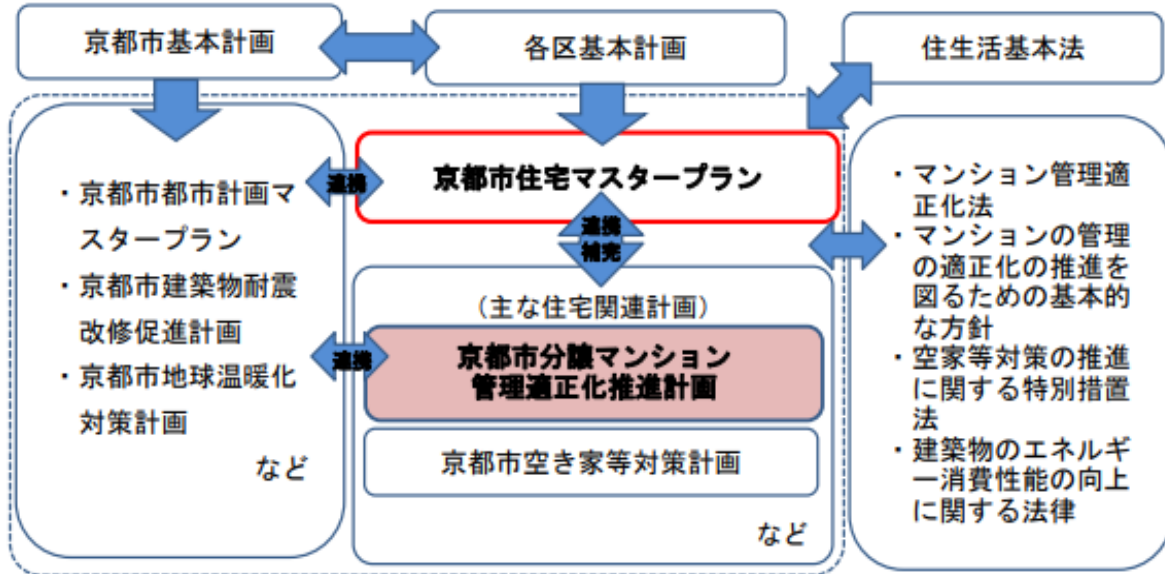 京都市基本計画
各区基本計画
住生活基本法
・京都市都市計画マ
スタープラン
・京都市建築物耐震
改修促進計画
・京都市地球温暖化
対策計画
など
連携
京都市住宅マスタープラン
連携
補完
(主な住宅関連計画)
連携
京都市分譲マンション
管理適正化推進計画
京都市空き家等対策計画
など
・マンション管理適
正化法
・マンションの管理
の適正化の推進を
図るための基本的
な方針
・空家等対策の推進
に関する特別措置
法
・建築物のエネルギ
ー消費性能の向上
に関する法律